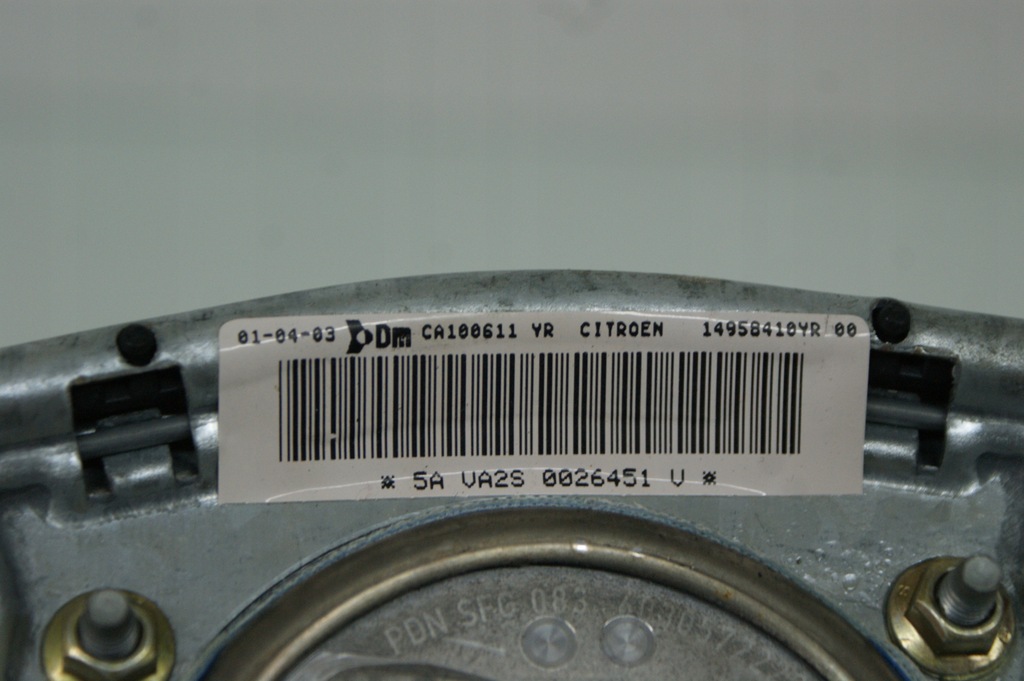 01-04-03 Dm CA100611 YR CITROEN 14958410YR 00
* 5A VA2S 0026451 V *
PDN SFG 083